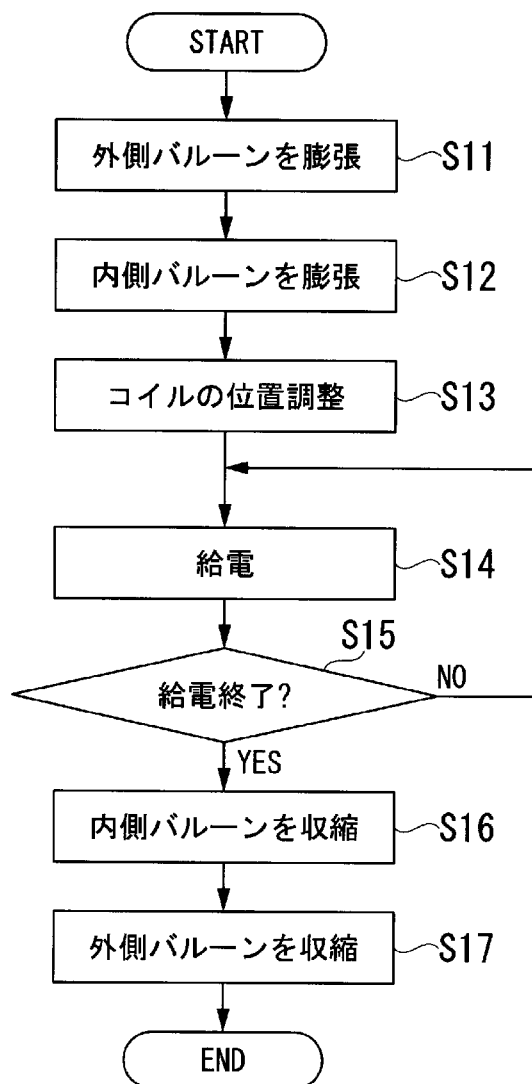 START
外側バルーンを膨張
S11
内側バルーンを膨張
S12
コイルの位置調整
S13
給電
S14
S15
給電終了?
NO
YES
内側バルーンを収縮
S16
外側バルーンを収縮
S17
END